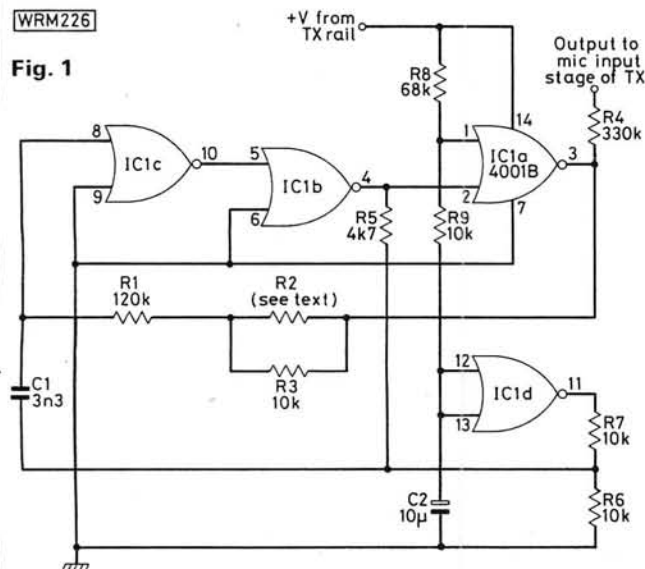 WRM226
Fig. 1
+V from
TX rail
Output to
mic input
stage of TX
R8
68k
R4
330k
14
8
9
10
IC1c
5
6
4
IC1b
1
2
3
IC1a
4001B
7
R5
4k7
R9
10k
R1
120k
R2
(see text)
R3
10k
C1
3n3
12
13
11
IC1d
R7
10k
C2
10µ
R6
10k